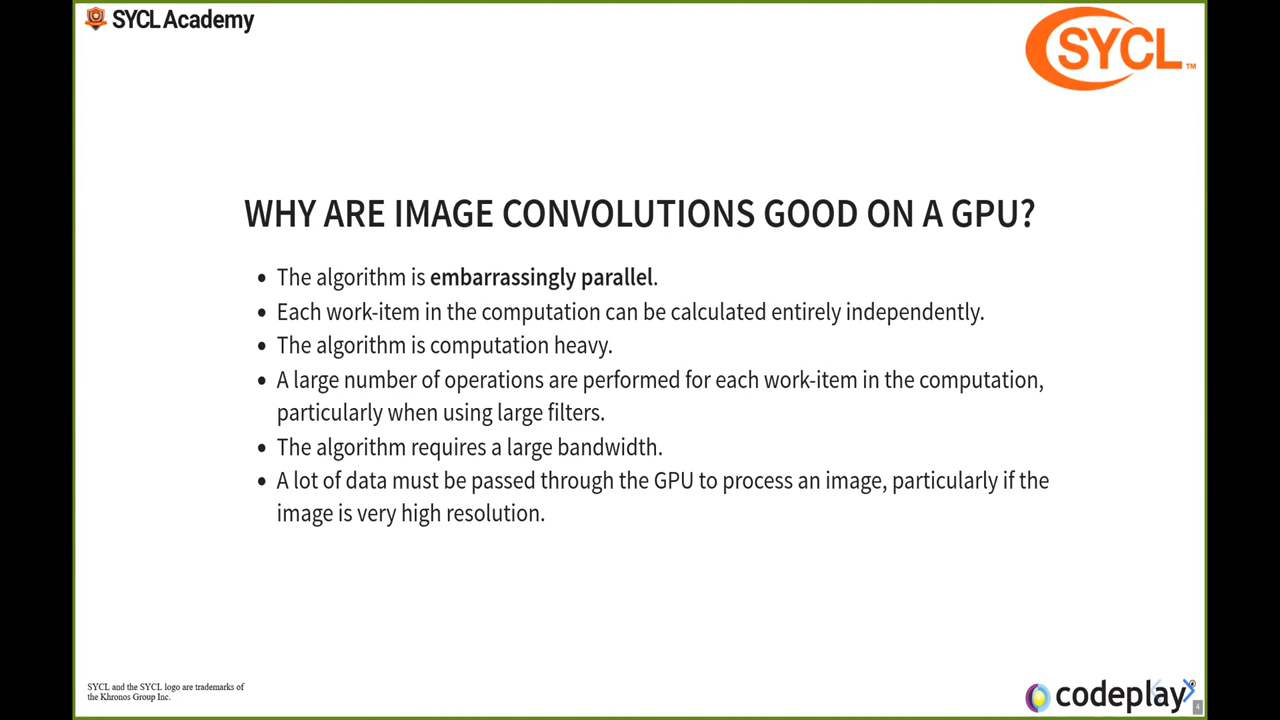 SYCL Academy
SYCL™
WHY ARE IMAGE CONVOLUTIONS GOOD ON A GPU?
• The algorithm is embarrassingly parallel.
• Each work-item in the computation can be calculated entirely independently.
• The algorithm is computation heavy.
• A large number of operations are performed for each work-item in the computation,
particularly when using large filters.
• The algorithm requires a large bandwidth.
• A lot of data must be passed through the GPU to process an image, particularly if the
image is very high resolution.
SYCL and the SYCL logo are trademarks of
the Khronos Group Inc.
codeplay
4